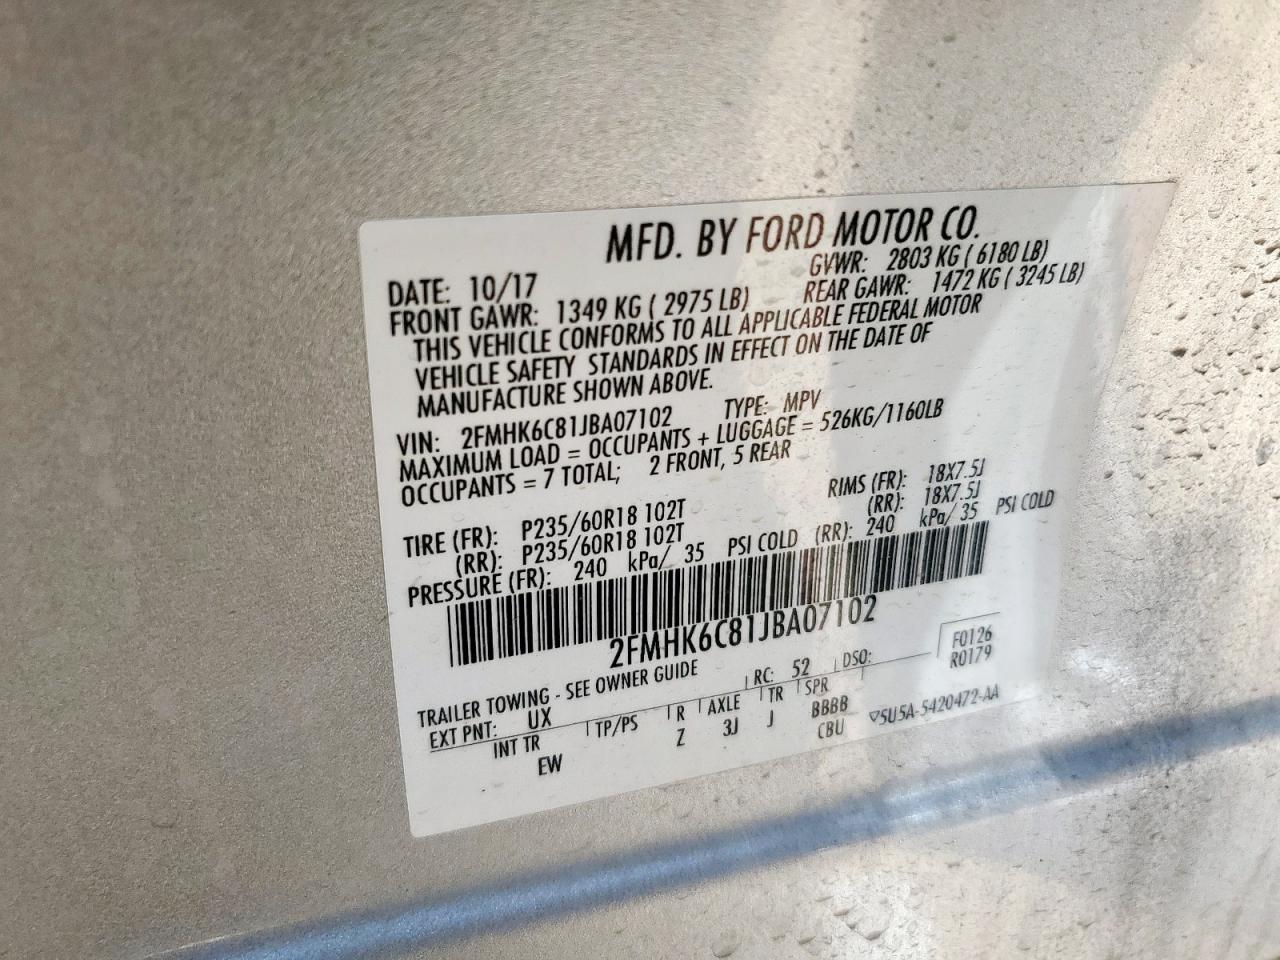 MFD. BY FORD MOTOR CO.
DATE: 10/17 GVWR: 2803 KG ( 6180 LB)
FRONT GAWR: 1349 KG ( 2975 LB) REAR GAWR: 1472 KG ( 3245 LB)
THIS VEHICLE CONFORMS TO ALL APPLICABLE FEDERAL MOTOR
VEHICLE SAFETY STANDARDS IN EFFECT ON THE DATE OF
MANUFACTURE SHOWN ABOVE.
VIN: 2FMHK6C81JBA07102 TYPE: MPV
MAXIMUM LOAD = OCCUPANTS + LUGGAGE = 526KG/1160LB
OCCUPANTS = 7 TOTAL; 2 FRONT, 5 REAR
TIRE (FR): P235/60R18 102T RIMS (FR): 18X7.5J
(RR): P235/60R18 102T (RR): 18X7.5J
PRESSURE (FR): 240 kPa/ 35 PSI COLD (RR): 240 kPa/ 35 PSI COLD
2FMHK6C81JBA07102
F0126
R0179
TRAILER TOWING - SEE OWNER GUIDE
EXT PNT: UX RC: 52 DSO:
INT TR TP/PS R AXLE TR SPR
EW Z 3J J BBBB
CBU
▽5U5A-5420472-AA